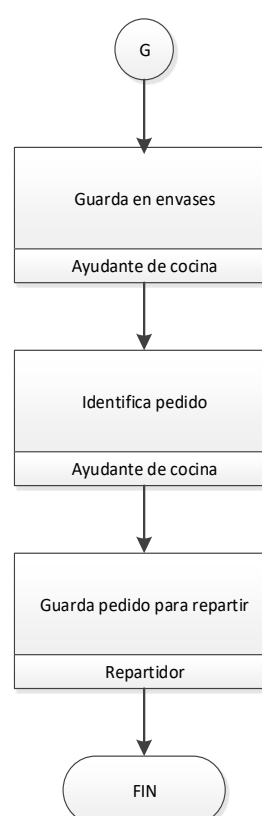 G
Guarda en envases
Ayudante de cocina
Identifica pedido
Ayudante de cocina
Guarda pedido para repartir
Repartidor
FIN